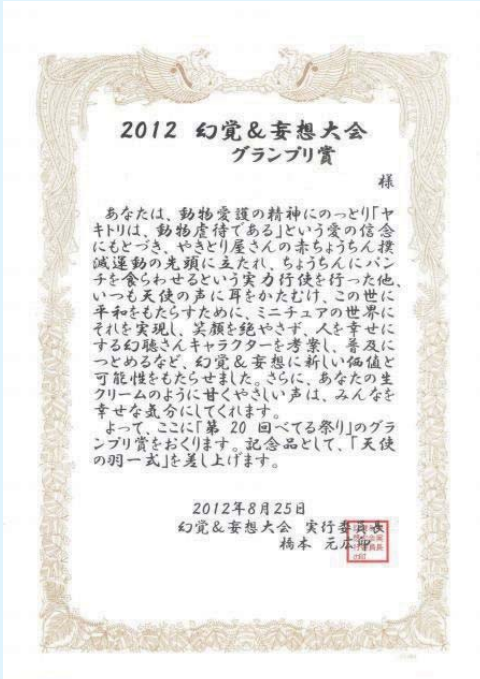 2012 幻覚&妄想大会
グランプリ賞
様
あなたは、動物愛護の精神にのっとり「ヤ
キトリは、動物虐待である」という愛の信念
にもとづき、やきとり屋さんの赤ちょうちん撲
滅運動の先頭に立たれ、ちょうちんにパン
チを食らわせるという実力行使を行った他、
いつも天使の声に耳をかたむけ、この世に
平和をもたらすために、ミニチュアの世界に
それを実現し、笑顔を絶やさず、人を幸せに
する幻聴さんキャラクターを考案し、普及に
つとめるなど、幻覚&妄想に新しい価値と
可能性をもたらせました。さらに、あなたの生
クリームのように甘くやさしい声は、みんなを
幸せな気分にしてくれます。
よって、ここに「第 20 回べてる祭り」のグラ
ンプリ賞をおくります。記念品として、「天使
の羽一式」を差し上げます。
2012年8月25日
幻覚&妄想大会 実行委員長